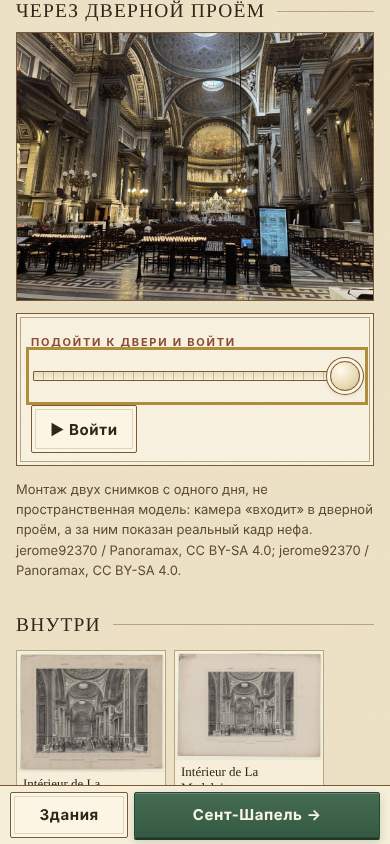 ЧЕРЕЗ ДВЕРНОЙ ПРОЁМ
ПОДОЙТИ К ДВЕРИ И ВОЙТИ
▶ Войти
Монтаж двух снимков с одного дня, не
пространственная модель: камера «входит» в дверной
проём, а за ним показан реальный кадр нефа.
jerome92370 / Panoramax, CC BY-SA 4.0; jerome92370 /
Panoramax, CC BY-SA 4.0.
ВНУТРИ
Intérieur de La
Intérieur de La
Здания
Сент-Шапель →